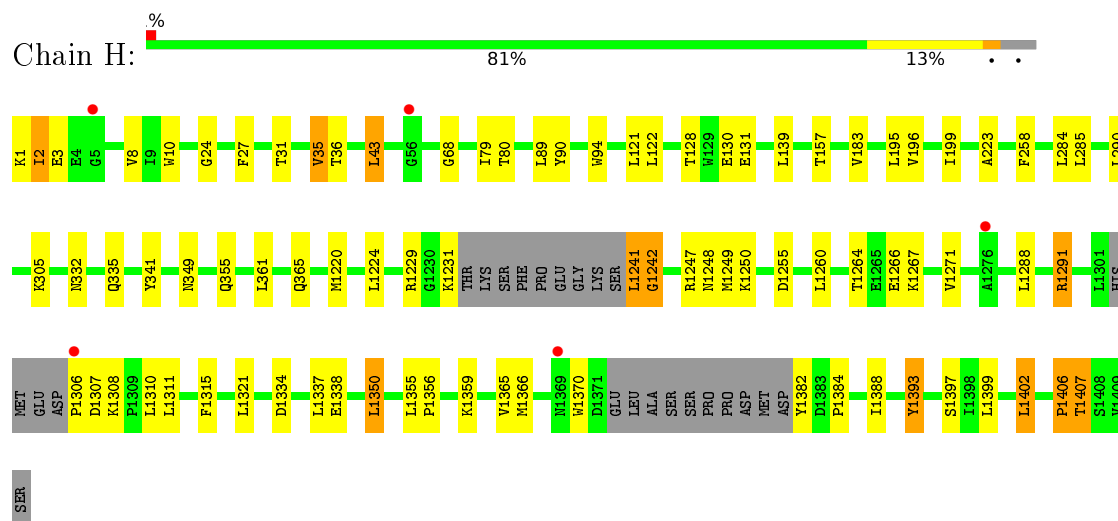 .%
Chain H:
81% 13% • •
K1 I2 E3 E4 G5 V8 I9 W10 G24 F27 T31 V35 T36 L43 G56 G68 I79 T80 L89 Y90 W94 L121 L122 T128 W129 E130 E131 L139 T157 V183 L195 V196 I199 A223 F258 L284 L285
K305 N332 Q335 Y341 N349 Q355 L361 Q365 M1220 L1224 R1229 G1230 K1231 THR LYS SER PHE PRO GLU GLY LYS SER L1241 G1242 R1247 N1248 M1249 K1250 D1255 L1260 T1264 E1265 E1266 K1267 V1271 A1276 L1288 R1291 L1301 HIS
MET GLU ASP P1306 D1307 K1308 P1309 L1310 L1311 F1315 L1321 D1334 L1337 E1338 L1350 L1355 P1356 K1359 V1365 M1366 N1369 W1370 D1371 GLU LEU ALA SER SER PRO PRO ASP MET ASP Y1382 D1383 P1384 I1388 Y1393 S1397 I1398 L1399 L1402 P1406 T1407 S1408
SER